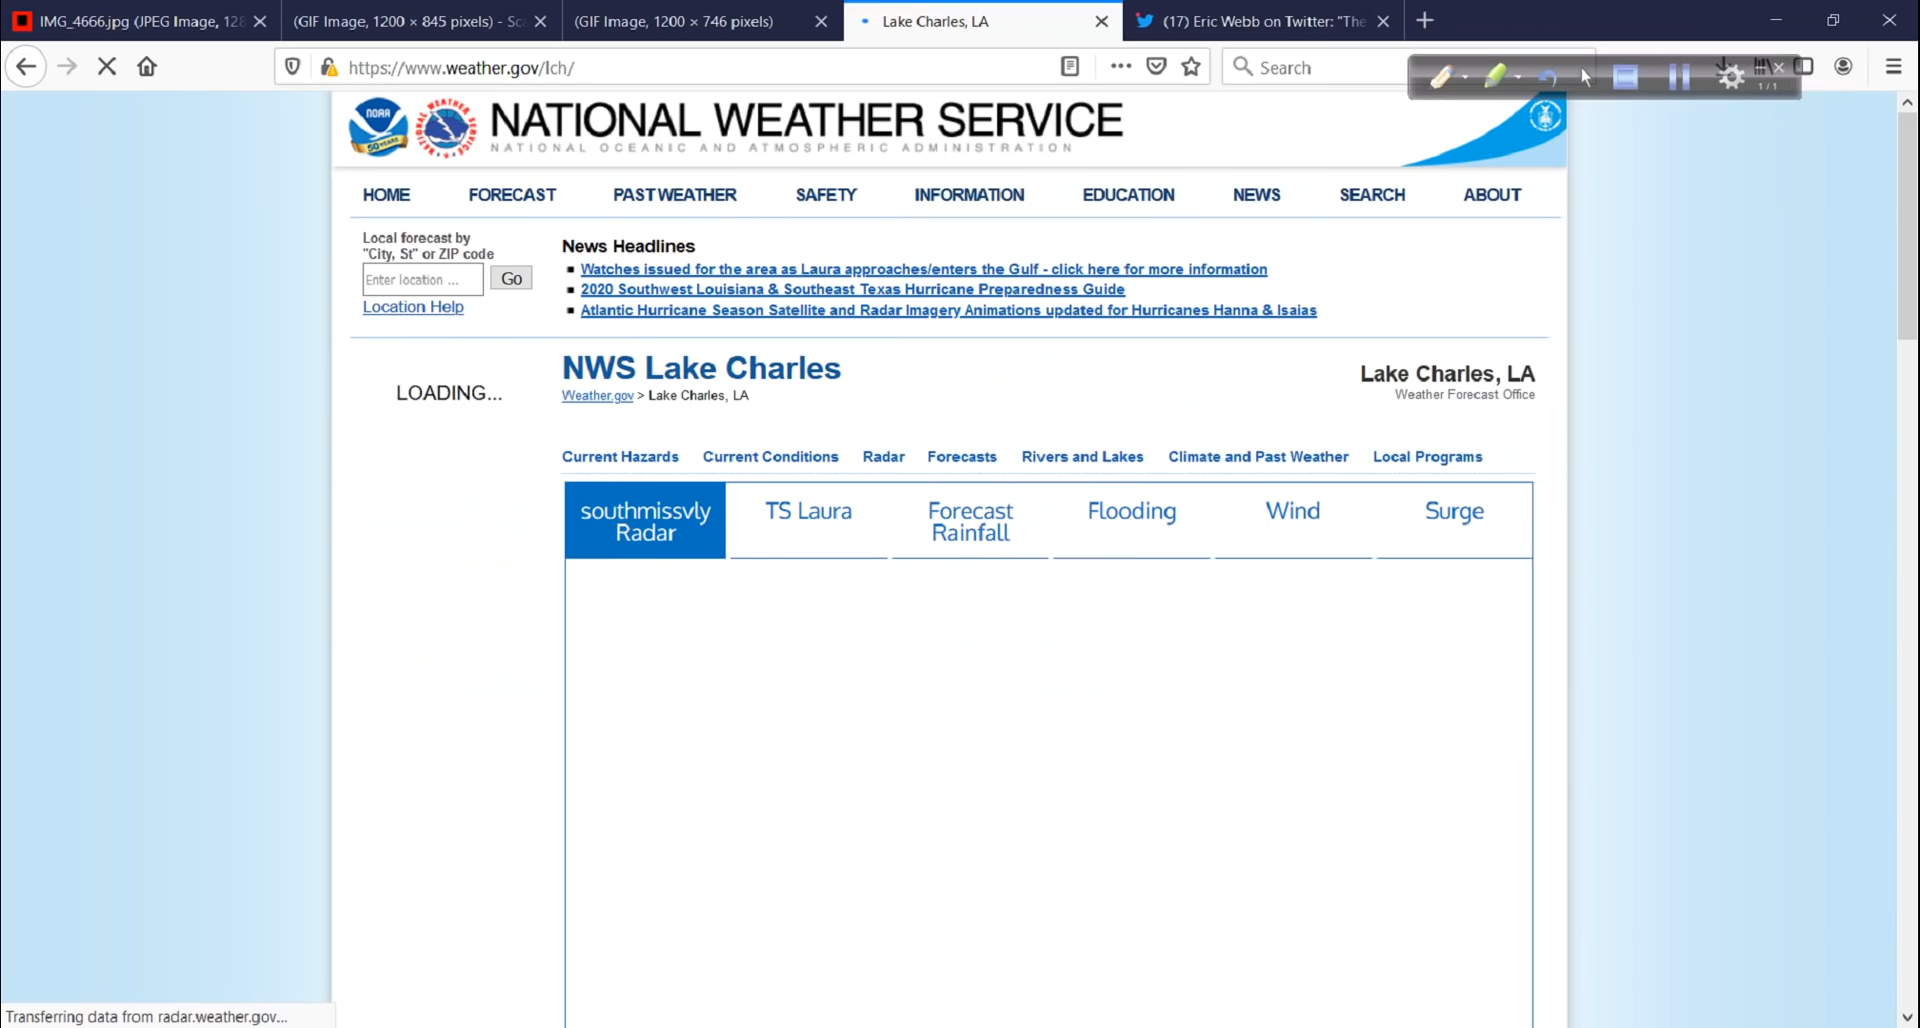 IMG_4666.jpg (JPEG Image, 128
(GIF Image, 1200 × 845 pixels) - Sca
(GIF Image, 1200 × 746 pixels)
Lake Charles, LA
(17) Eric Webb on Twitter: "The
https://www.weather.gov/lch/
Search
1/1
NOAA
50 YEARS
NATIONAL WEATHER SERVICE
NATIONAL OCEANIC AND ATMOSPHERIC ADMINISTRATION
HOME FORECAST PAST WEATHER SAFETY INFORMATION EDUCATION NEWS SEARCH ABOUT
Local forecast by
"City, St" or ZIP code
Enter location ...
Go
Location Help
News Headlines
Watches issued for the area as Laura approaches/enters the Gulf - click here for more information
2020 Southwest Louisiana & Southeast Texas Hurricane Preparedness Guide
Atlantic Hurricane Season Satellite and Radar Imagery Animations updated for Hurricanes Hanna & Isaias
LOADING...
NWS Lake Charles
Weather.gov > Lake Charles, LA
Lake Charles, LA
Weather Forecast Office
Current Hazards Current Conditions Radar Forecasts Rivers and Lakes Climate and Past Weather Local Programs
southmissvly
Radar
TS Laura
Forecast
Rainfall
Flooding
Wind
Surge
Transferring data from radar.weather.gov...